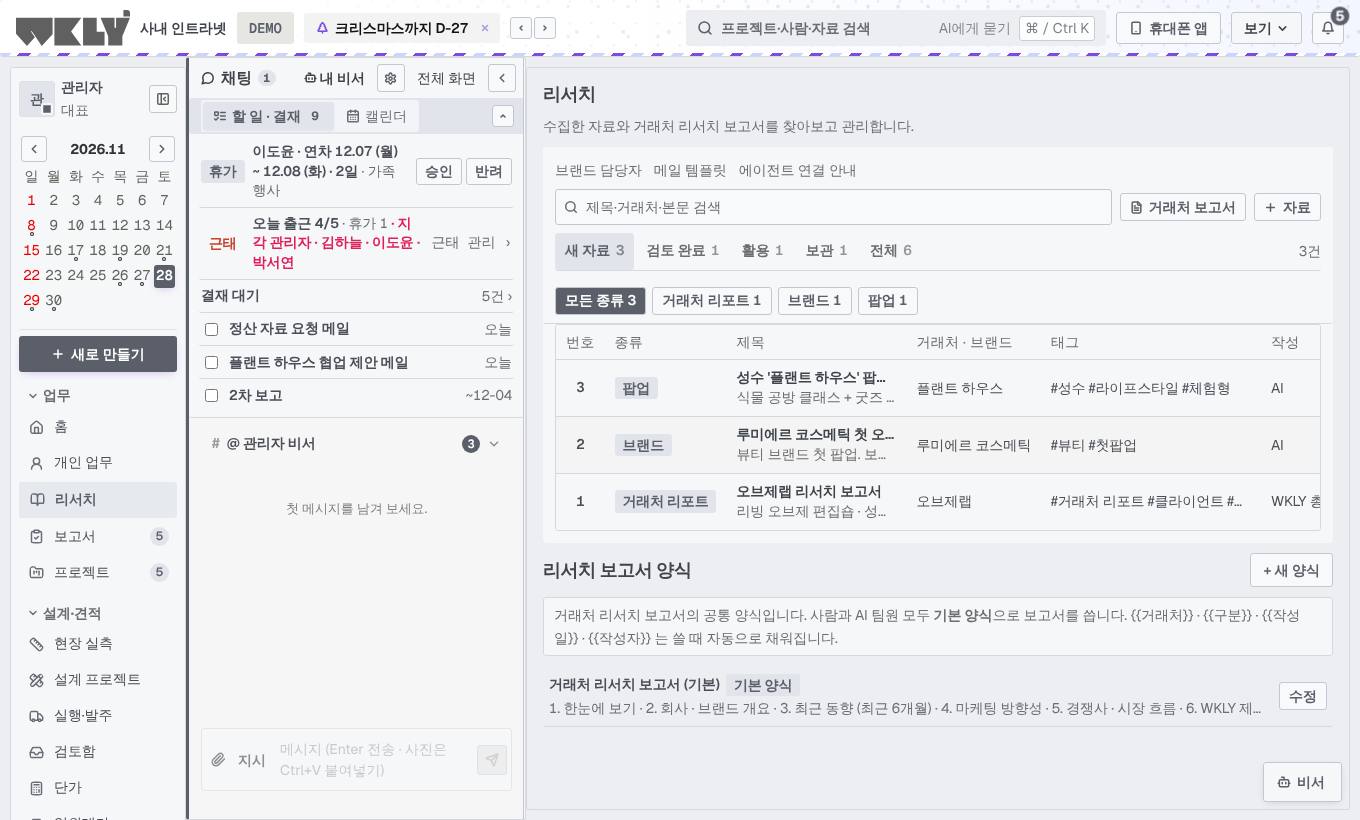 WKLY 사내 인트라넷 DEMO 크리스마스까지 D-27 × ‹ › 프로젝트·사람·자료 검색 AI에게 묻기 ⌘ / Ctrl K 휴대폰 앱 보기 5
관 관리자
대표
2026.11
일 월 화 수 목 금 토
1 2 3 4 5 6 7
8 9 10 11 12 13 14
15 16 17 18 19 20 21
22 23 24 25 26 27 28
29 30
+ 새로 만들기
업무
홈
개인 업무
리서치
보고서 5
프로젝트 5
설계·견적
현장 실측
설계 프로젝트
실행·발주
검토함
단가
채팅 1 내 비서 전체 화면
할 일 · 결재 9 캘린더
휴가 이도윤 · 연차 12.07 (월)
~ 12.08 (화) · 2일 · 가족
행사
승인 반려
근태 오늘 출근 4/5 · 휴가 1 · 지
각 관리자 · 김하늘 · 이도윤 ·
박서연
근태 관리 ›
결재 대기 5건 ›
정산 자료 요청 메일 오늘
플랜트 하우스 협업 제안 메일 오늘
2차 보고 ~12-04
# @ 관리자 비서 3
첫 메시지를 남겨 보세요.
지시 메시지 (Enter 전송 · 사진은
Ctrl+V 붙여넣기)
리서치
수집한 자료와 거래처 리서치 보고서를 찾아보고 관리합니다.
브랜드 담당자 메일 템플릿 에이전트 연결 안내
제목·거래처·본문 검색 거래처 보고서 + 자료
새 자료 3 검토 완료 1 활용 1 보관 1 전체 6 3건
모든 종류 3 거래처 리포트 1 브랜드 1 팝업 1
번호 종류 제목 거래처 · 브랜드 태그 작성
3 팝업 성수 '플랜트 하우스' 팝… 플랜트 하우스 #성수 #라이프스타일 #체험형 AI
식물 공방 클래스 + 굿즈 …
2 브랜드 루미에르 코스메틱 첫 오… 루미에르 코스메틱 #뷰티 #첫팝업 AI
뷰티 브랜드 첫 팝업. 보…
1 거래처 리포트 오브제랩 리서치 보고서 오브제랩 #거래처 리포트 #클라이언트 #… WKLY 총
리빙 오브제 편집숍 · 성…
리서치 보고서 양식 + 새 양식
거래처 리서치 보고서의 공통 양식입니다. 사람과 AI 팀원 모두 기본 양식으로 보고서를 씁니다. {{거래처}} · {{구분}} · {{작성
일}} · {{작성자}} 는 쓸 때 자동으로 채워집니다.
거래처 리서치 보고서 (기본) 기본 양식
1. 한눈에 보기 · 2. 회사 · 브랜드 개요 · 3. 최근 동향 (최근 6개월) · 4. 마케팅 방향성 · 5. 경쟁사 · 시장 흐름 · 6. WKLY 제…
수정
비서